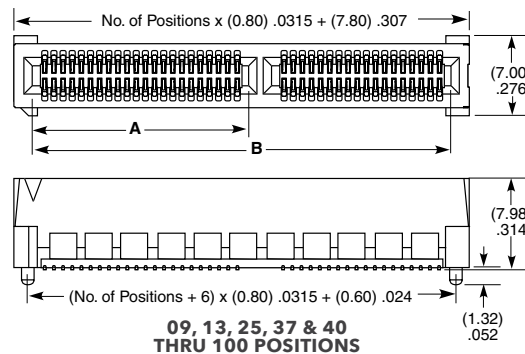 No. of Positions x (0.80) .0315 + (7.80) .307
(7.00)
.276
A
B
(7.98)
.314
(No. of Positions + 6) x (0.80) .0315 + (0.60) .024
(1.32)
.052
09, 13, 25, 37 & 40
THRU 100 POSITIONS